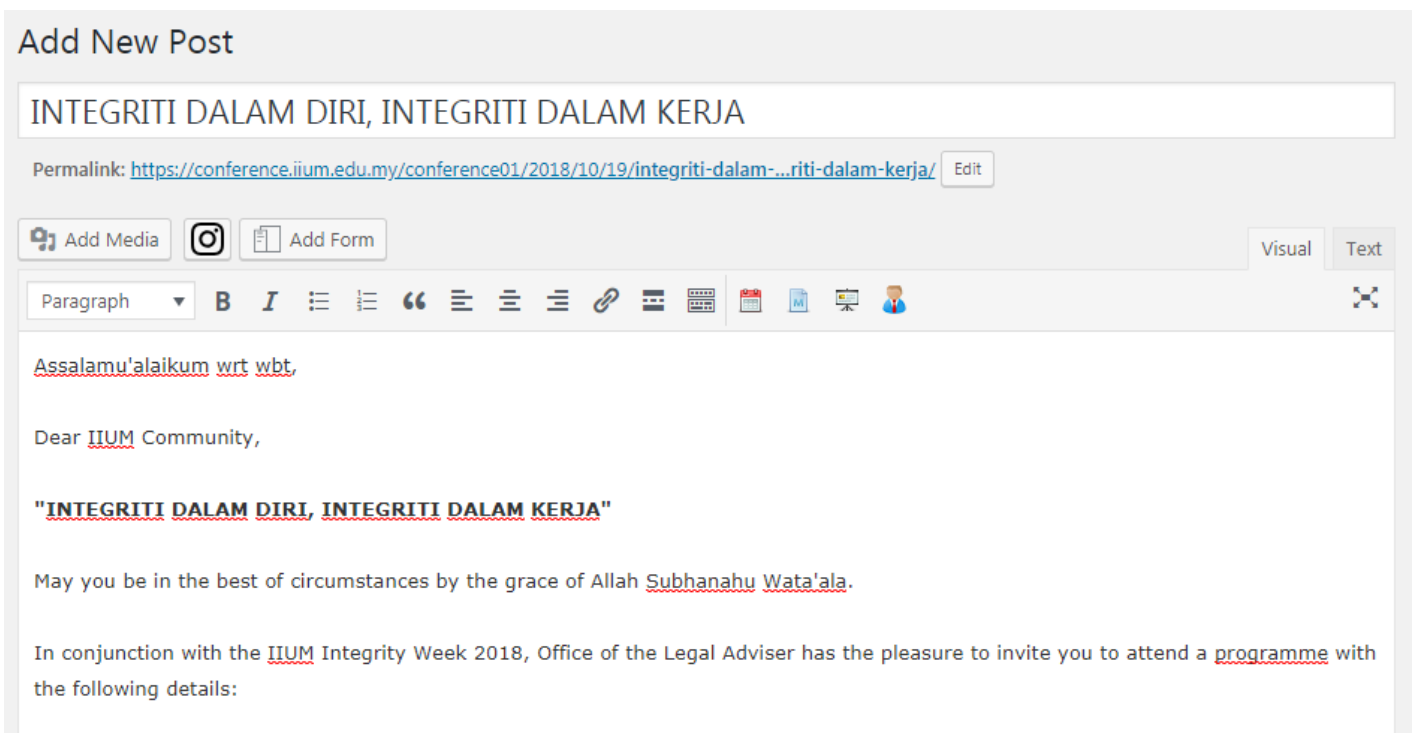 Add New Post
INTEGRITI DALAM DIRI, INTEGRITI DALAM KERJA
Permalink: https://conference.iium.edu.my/conference01/2018/10/19/integriti-dalam-...riti-dalam-kerja/ Edit
Add Media Add Form
Visual Text
Paragraph B I
Assalamu'alaikum wrt wbt,
Dear IIUM Community,
"INTEGRITI DALAM DIRI, INTEGRITI DALAM KERJA"
May you be in the best of circumstances by the grace of Allah Subhanahu Wata'ala.
In conjunction with the IIUM Integrity Week 2018, Office of the Legal Adviser has the pleasure to invite you to attend a programme with
the following details: